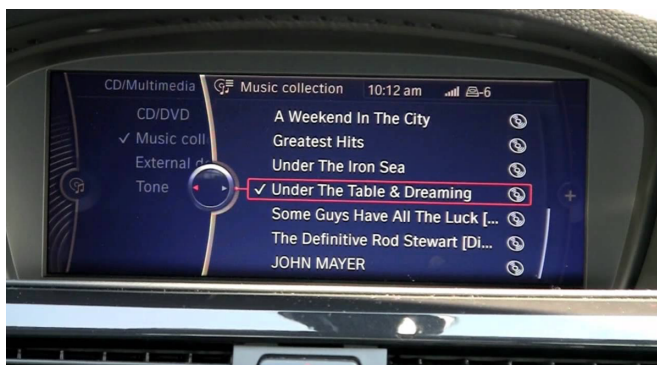 CD/Multimedia
Music collection 10:12 am -6
CD/DVD
✓ Music coll
External d
Tone
A Weekend In The City
Greatest Hits
Under The Iron Sea
✓ Under The Table & Dreaming
Some Guys Have All The Luck [...
The Definitive Rod Stewart [Di...
JOHN MAYER
+